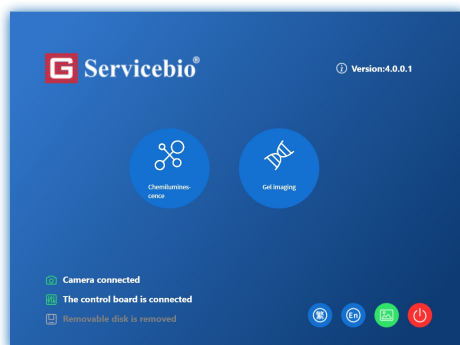 G Servicebio®
Version:4.0.0.1
Chemilumines-
cence
Gel imaging
Camera connected
The control board is connected
Removable disk is removed
繁
En